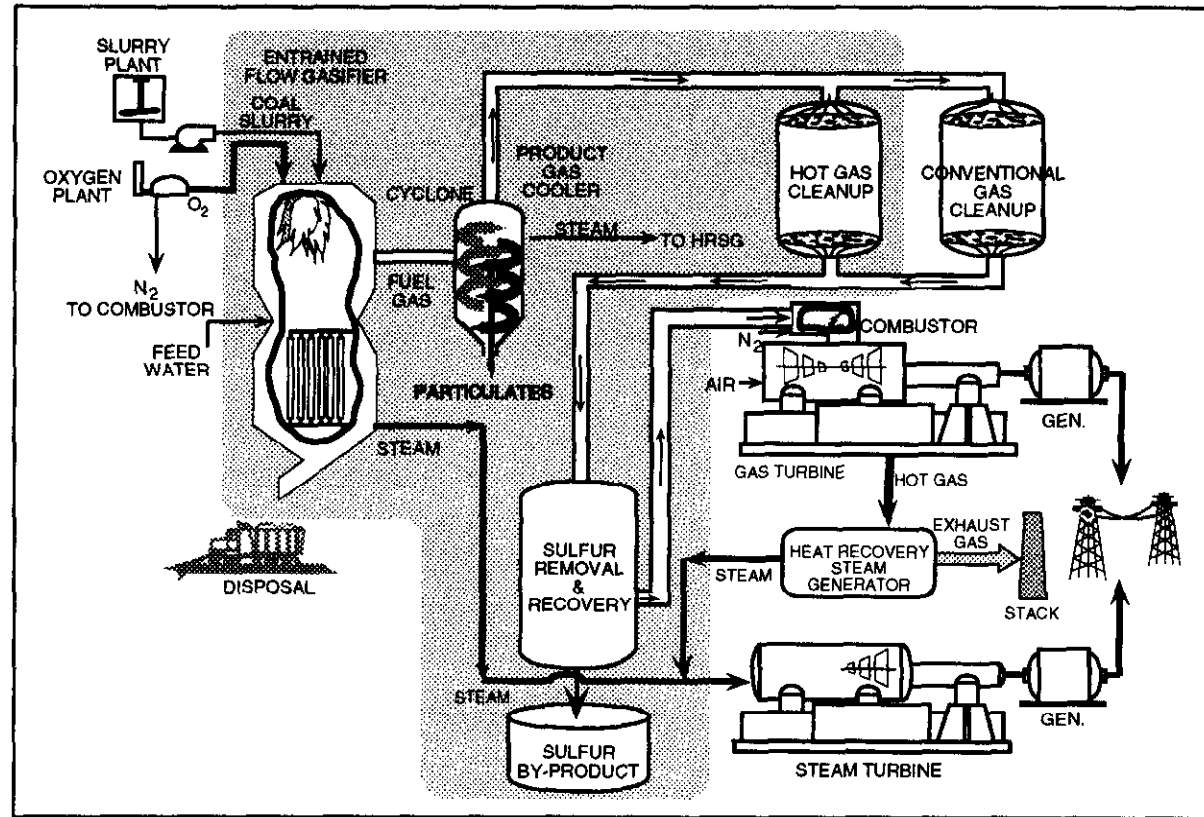 SLURRY
PLANT
ENTRAINED
FLOW GASIFIER
COAL
SLURRY
OXYGEN
PLANT
O2
N2
TO COMBUSTOR
FEED
WATER
CYCLONE
PRODUCT
GAS
COOLER
STEAM
TO HRSG
FUEL
GAS
PARTICULATES
HOT GAS
CLEANUP
CONVENTIONAL
GAS
CLEANUP
COMBUSTOR
N2
AIR
GEN.
GAS TURBINE
HOT GAS
STEAM
SULFUR
REMOVAL
&
RECOVERY
DISPOSAL
HEAT RECOVERY
STEAM
GENERATOR
STEAM
EXHAUST
GAS
STACK
STEAM
SULFUR
BY-PRODUCT
GEN.
STEAM TURBINE